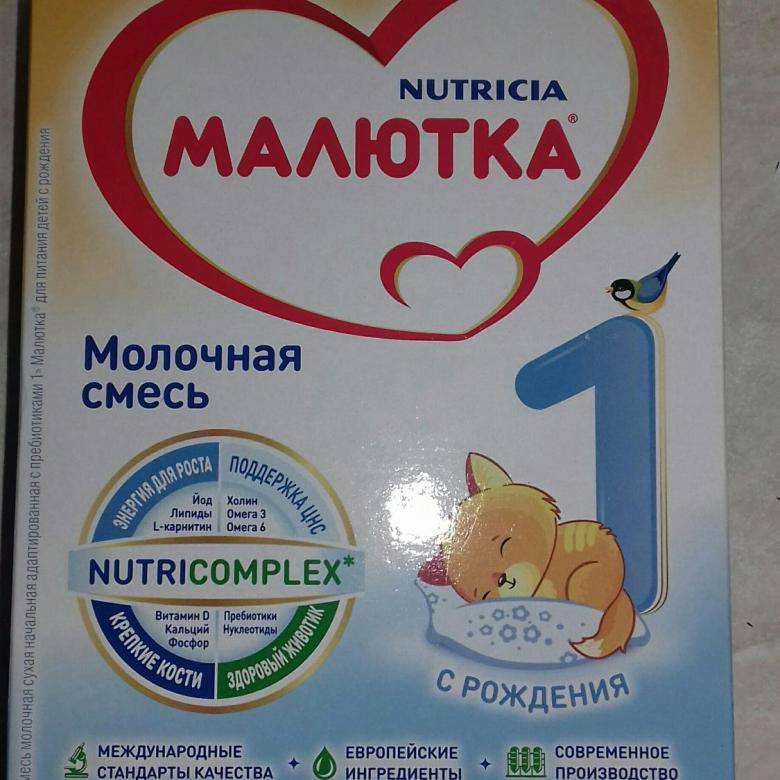 NUTRICIA
МАЛЮТКА®
Молочная
смесь
1
ЭНЕРГИЯ ДЛЯ РОСТА
Йод
Липиды
L-карнитин
ПОДДЕРЖКА ЦНС
Холин
Омега 3
Омега 6
NUTRICOMPLEX*
Витамин D
Кальций
Фосфор
КРЕПКИЕ КОСТИ
Пребиотики
Нуклеотиды
ЗДОРОВЫЙ ЖИВОТИК
С РОЖДЕНИЯ
МЕЖДУНАРОДНЫЕ
СТАНДАРТЫ КАЧЕСТВА
ЕВРОПЕЙСКИЕ
ИНГРЕДИЕНТЫ
СОВРЕМЕННОЕ
ПРОИЗВОДСТВО
молочная сухая начальная адаптированная с пребиотиками 1» Малютка® для питания детей с рождения